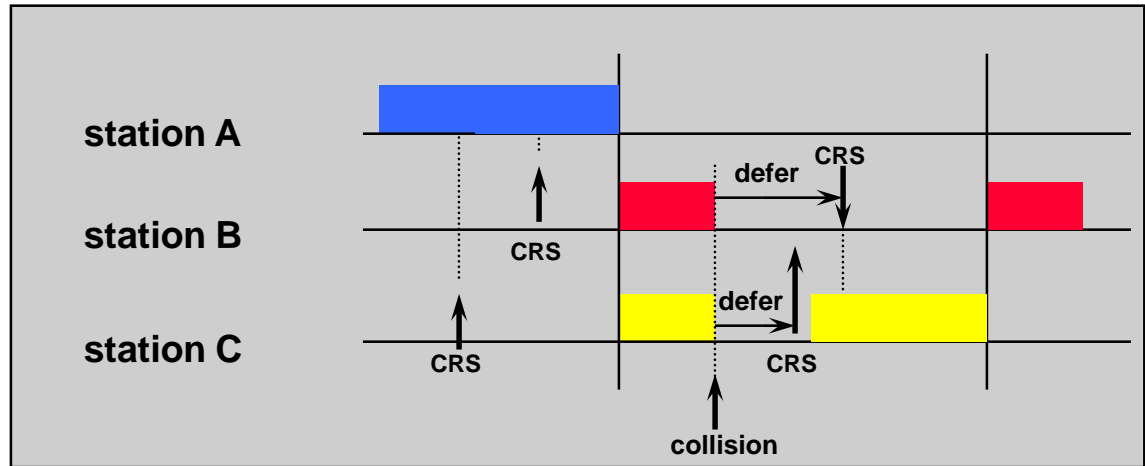 station A
CRS
defer
station B
CRS
defer
station C
CRS
CRS
collision